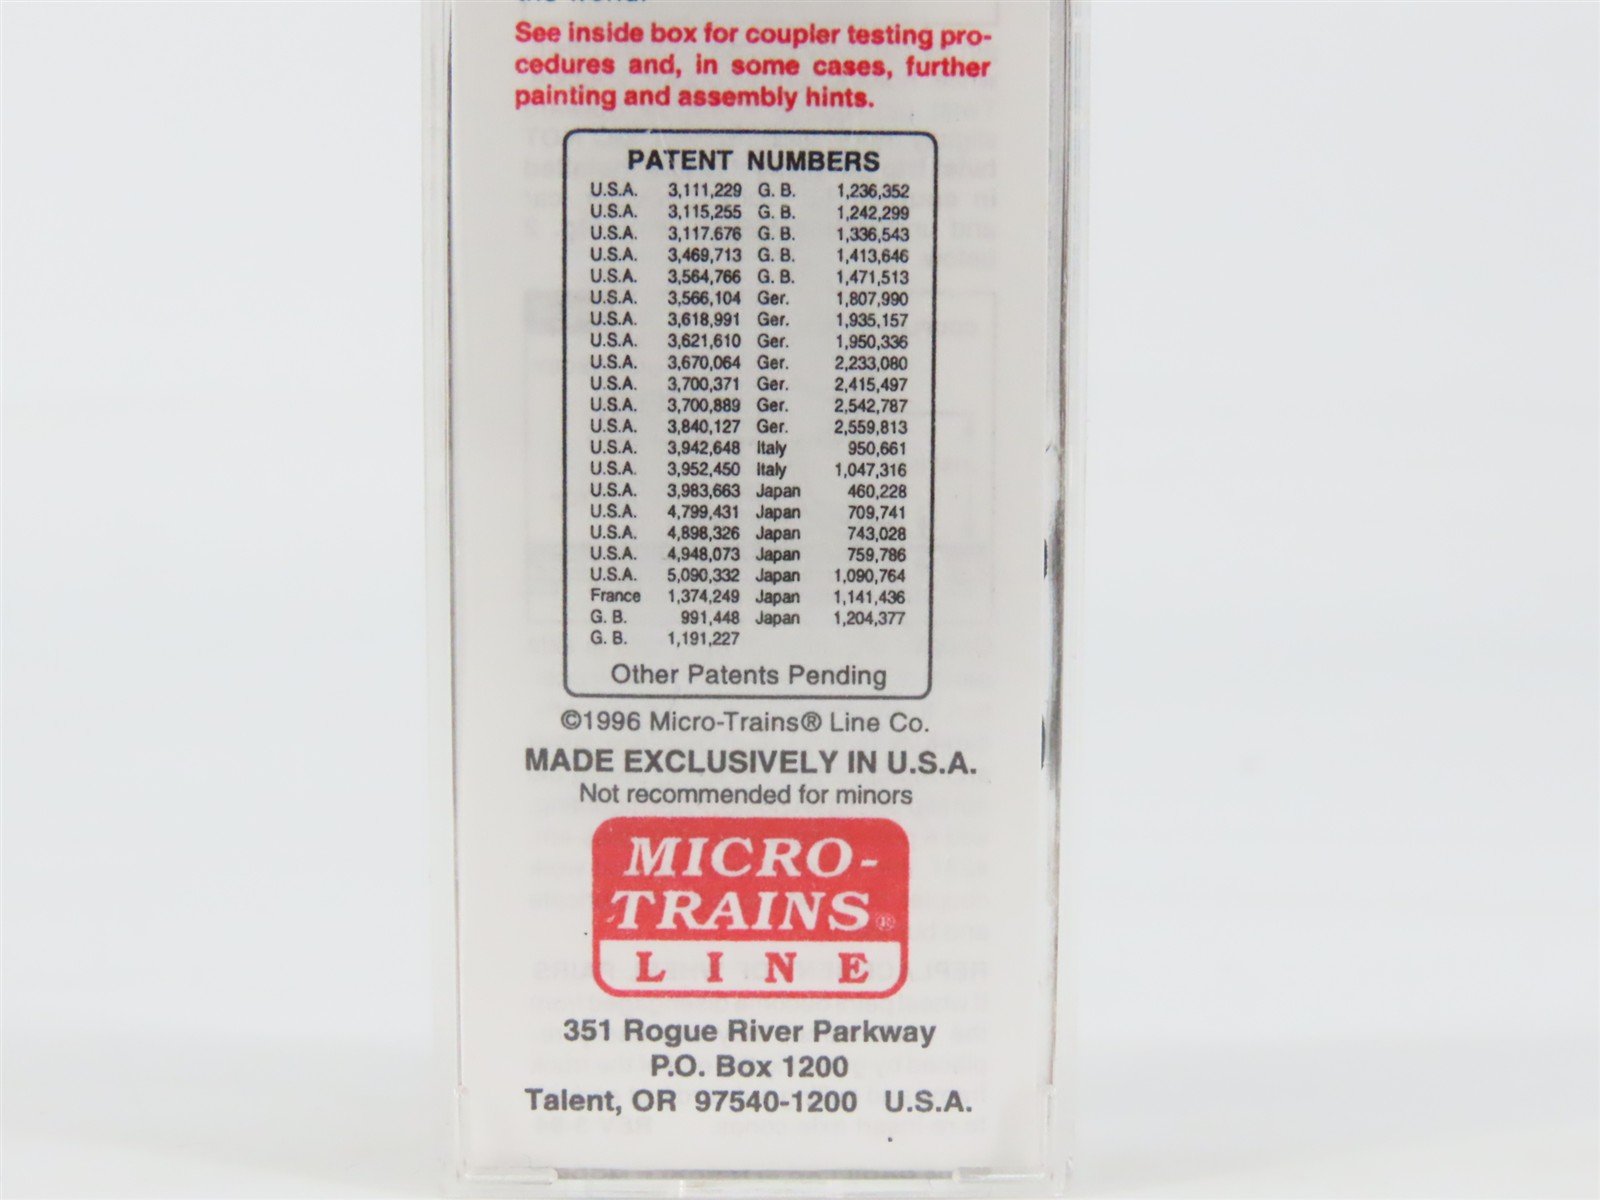 the world.
See inside box for coupler testing pro-
cedures and, in some cases, further
painting and assembly hints.
PATENT NUMBERS
U.S.A. 3,111,229 G. B. 1,236,352
U.S.A. 3,115,255 G. B. 1,242,299
U.S.A. 3,117.676 G. B. 1,336,543
U.S.A. 3,469,713 G. B. 1,413,646
U.S.A. 3,564,766 G. B. 1,471,513
U.S.A. 3,566,104 Ger. 1,807,990
U.S.A. 3,618,991 Ger. 1,935,157
U.S.A. 3,621,610 Ger. 1,950,336
U.S.A. 3,670,064 Ger. 2,233,080
U.S.A. 3,700,371 Ger. 2,415,497
U.S.A. 3,700,889 Ger. 2,542,787
U.S.A. 3,840,127 Ger. 2,559,813
U.S.A. 3,942,648 Italy 950,661
U.S.A. 3,952,450 Italy 1,047,316
U.S.A. 3,983,663 Japan 460,228
U.S.A. 4,799,431 Japan 709,741
U.S.A. 4,898,326 Japan 743,028
U.S.A. 4,948,073 Japan 759,786
U.S.A. 5,090,332 Japan 1,090,764
France 1,374,249 Japan 1,141,436
G. B. 991,448 Japan 1,204,377
G. B. 1,191,227
Other Patents Pending
©1996 Micro-Trains® Line Co.
MADE EXCLUSIVELY IN U.S.A.
Not recommended for minors
MICRO-
TRAINS®
LINE
351 Rogue River Parkway
P.O. Box 1200
Talent, OR 97540-1200 U.S.A.